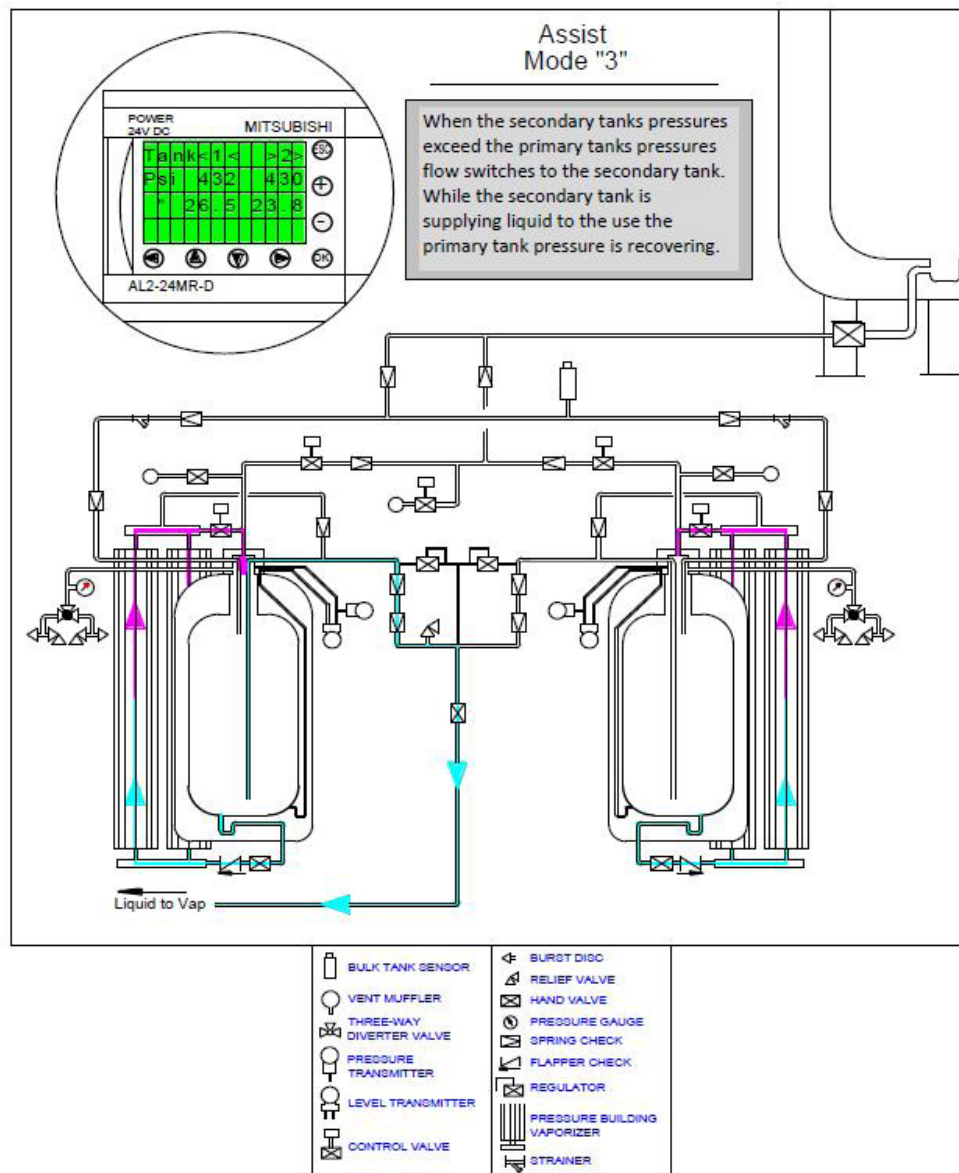 Assist
Mode "3"
When the secondary tanks pressures
exceed the primary tanks pressures
flow switches to the secondary tank.
While the secondary tank is
supplying liquid to the use the
primary tank pressure is recovering.
POWER
24V DC
MITSUBISHI
Tank<1< >2>
Psi 432 430
" 26.5 23.8
ESC
+
-
OK
AL2-24MR-D
Liquid to Vap
BULK TANK SENSOR
VENT MUFFLER
THREE-WAY
DIVERTER VALVE
PRESSURE
TRANSMITTER
LEVEL TRANSMITTER
CONTROL VALVE
BURST DISC
RELIEF VALVE
HAND VALVE
PRESSURE GAUGE
SPRING CHECK
FLAPPER CHECK
REGULATOR
PRESSURE BUILDING
VAPORIZER
STRAINER